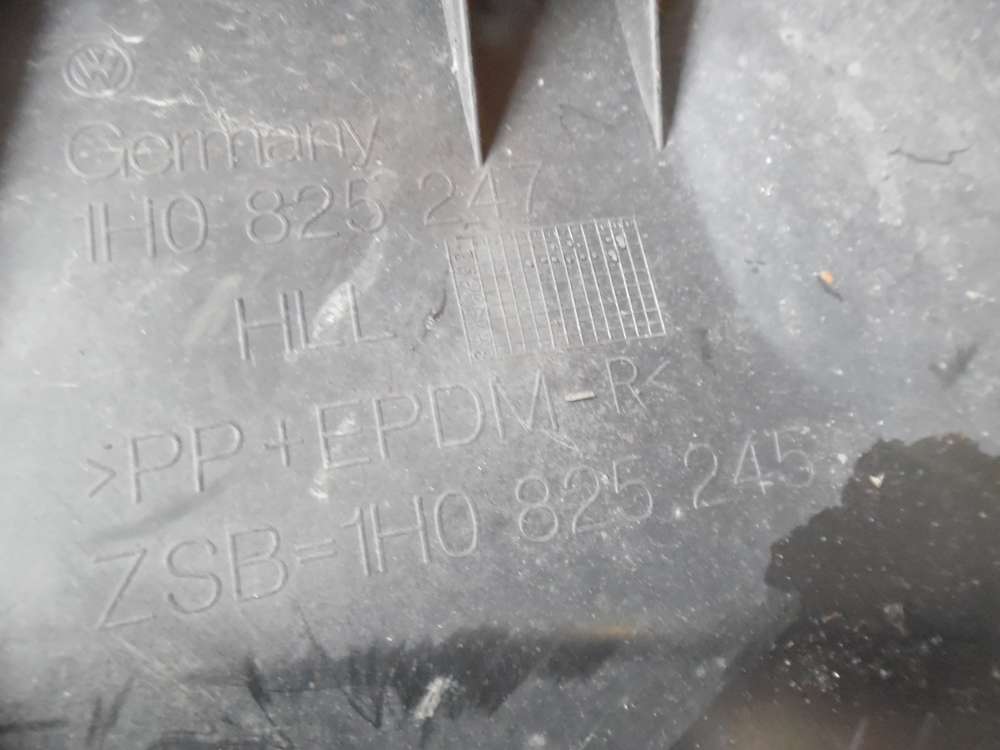 Germany
1H0 825 247
HLL
>PP+EPDM-R<
ZSB=1H0 825 245